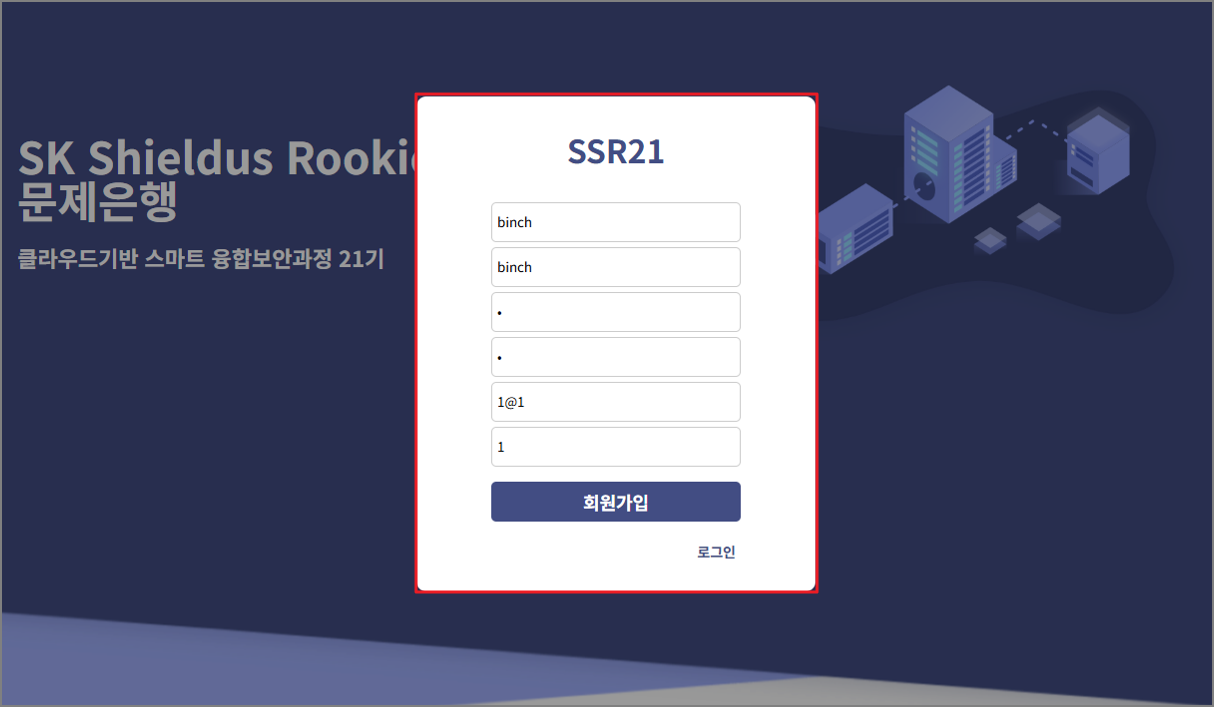 SK Shieldus Rooki
문제은행
클라우드기반 스마트 융합보안과정 21기
SSR21
binch
binch
•
•
1@1
1
회원가입
로그인